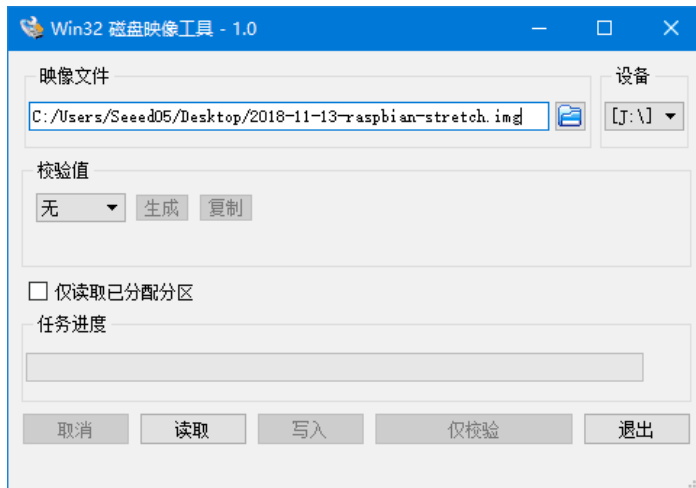 Win32 磁盘映像工具 - 1.0
映像文件
设备
C:/Users/Seeed05/Desktop/2018-11-13-raspbian-stretch.img
[J:\]
校验值
无
生成
复制
仅读取已分配分区
任务进度
取消
读取
写入
仅校验
退出